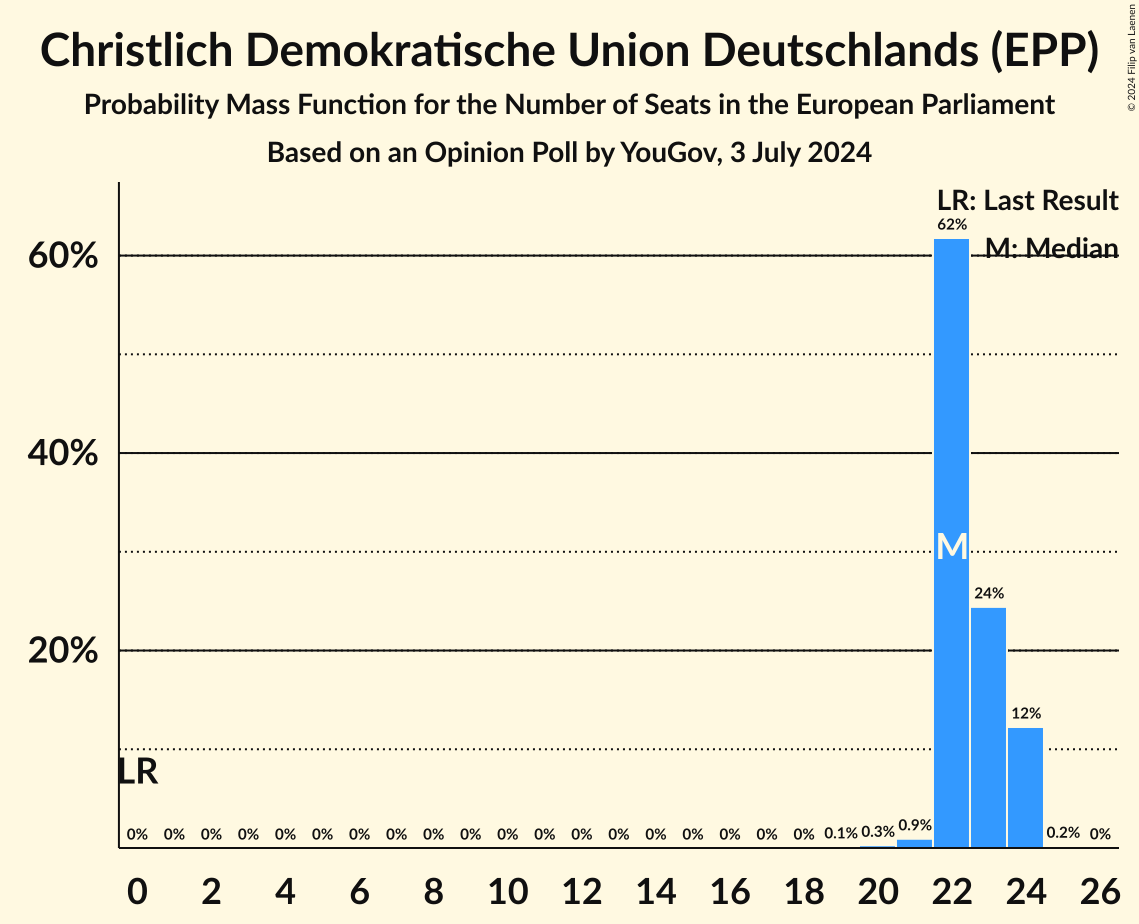 Christlich Demokratische Union Deutschlands (EPP)
Probability Mass Function for the Number of Seats in the European Parliament
Based on an Opinion Poll by YouGov, 3 July 2024
© 2024 Filip van Laenen
LR: Last Result
M: Median
62%
60%
40%
M
24%
20%
12%
LR
0% 0% 0% 0% 0% 0% 0% 0% 0% 0% 0% 0% 0% 0% 0% 0% 0% 0% 0% 0.1% 0.3% 0.9% 0.2% 0%
0 2 4 6 8 10 12 14 16 18 20 22 24 26